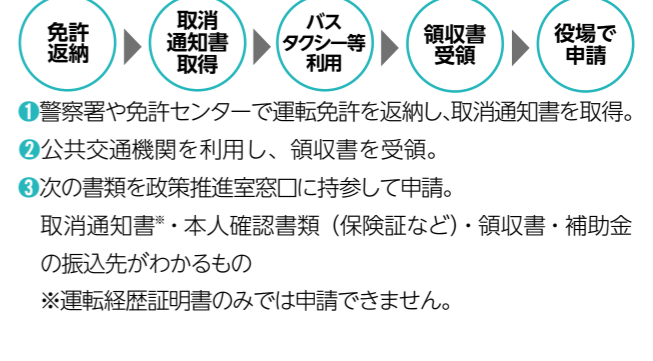 免許
返納
取消
通知書
取得
バス
タクシー等
利用
領収書
受領
役場で
申請
❶警察署や免許センターで運転免許を返納し、取消通知書を取得。
❷公共交通機関を利用し、領収書を受領。
❸次の書類を政策推進室窓口に持参して申請。
取消通知書※・本人確認書類（保険証など）・領収書・補助金
の振込先がわかるもの
※運転経歴証明書のみでは申請できません。